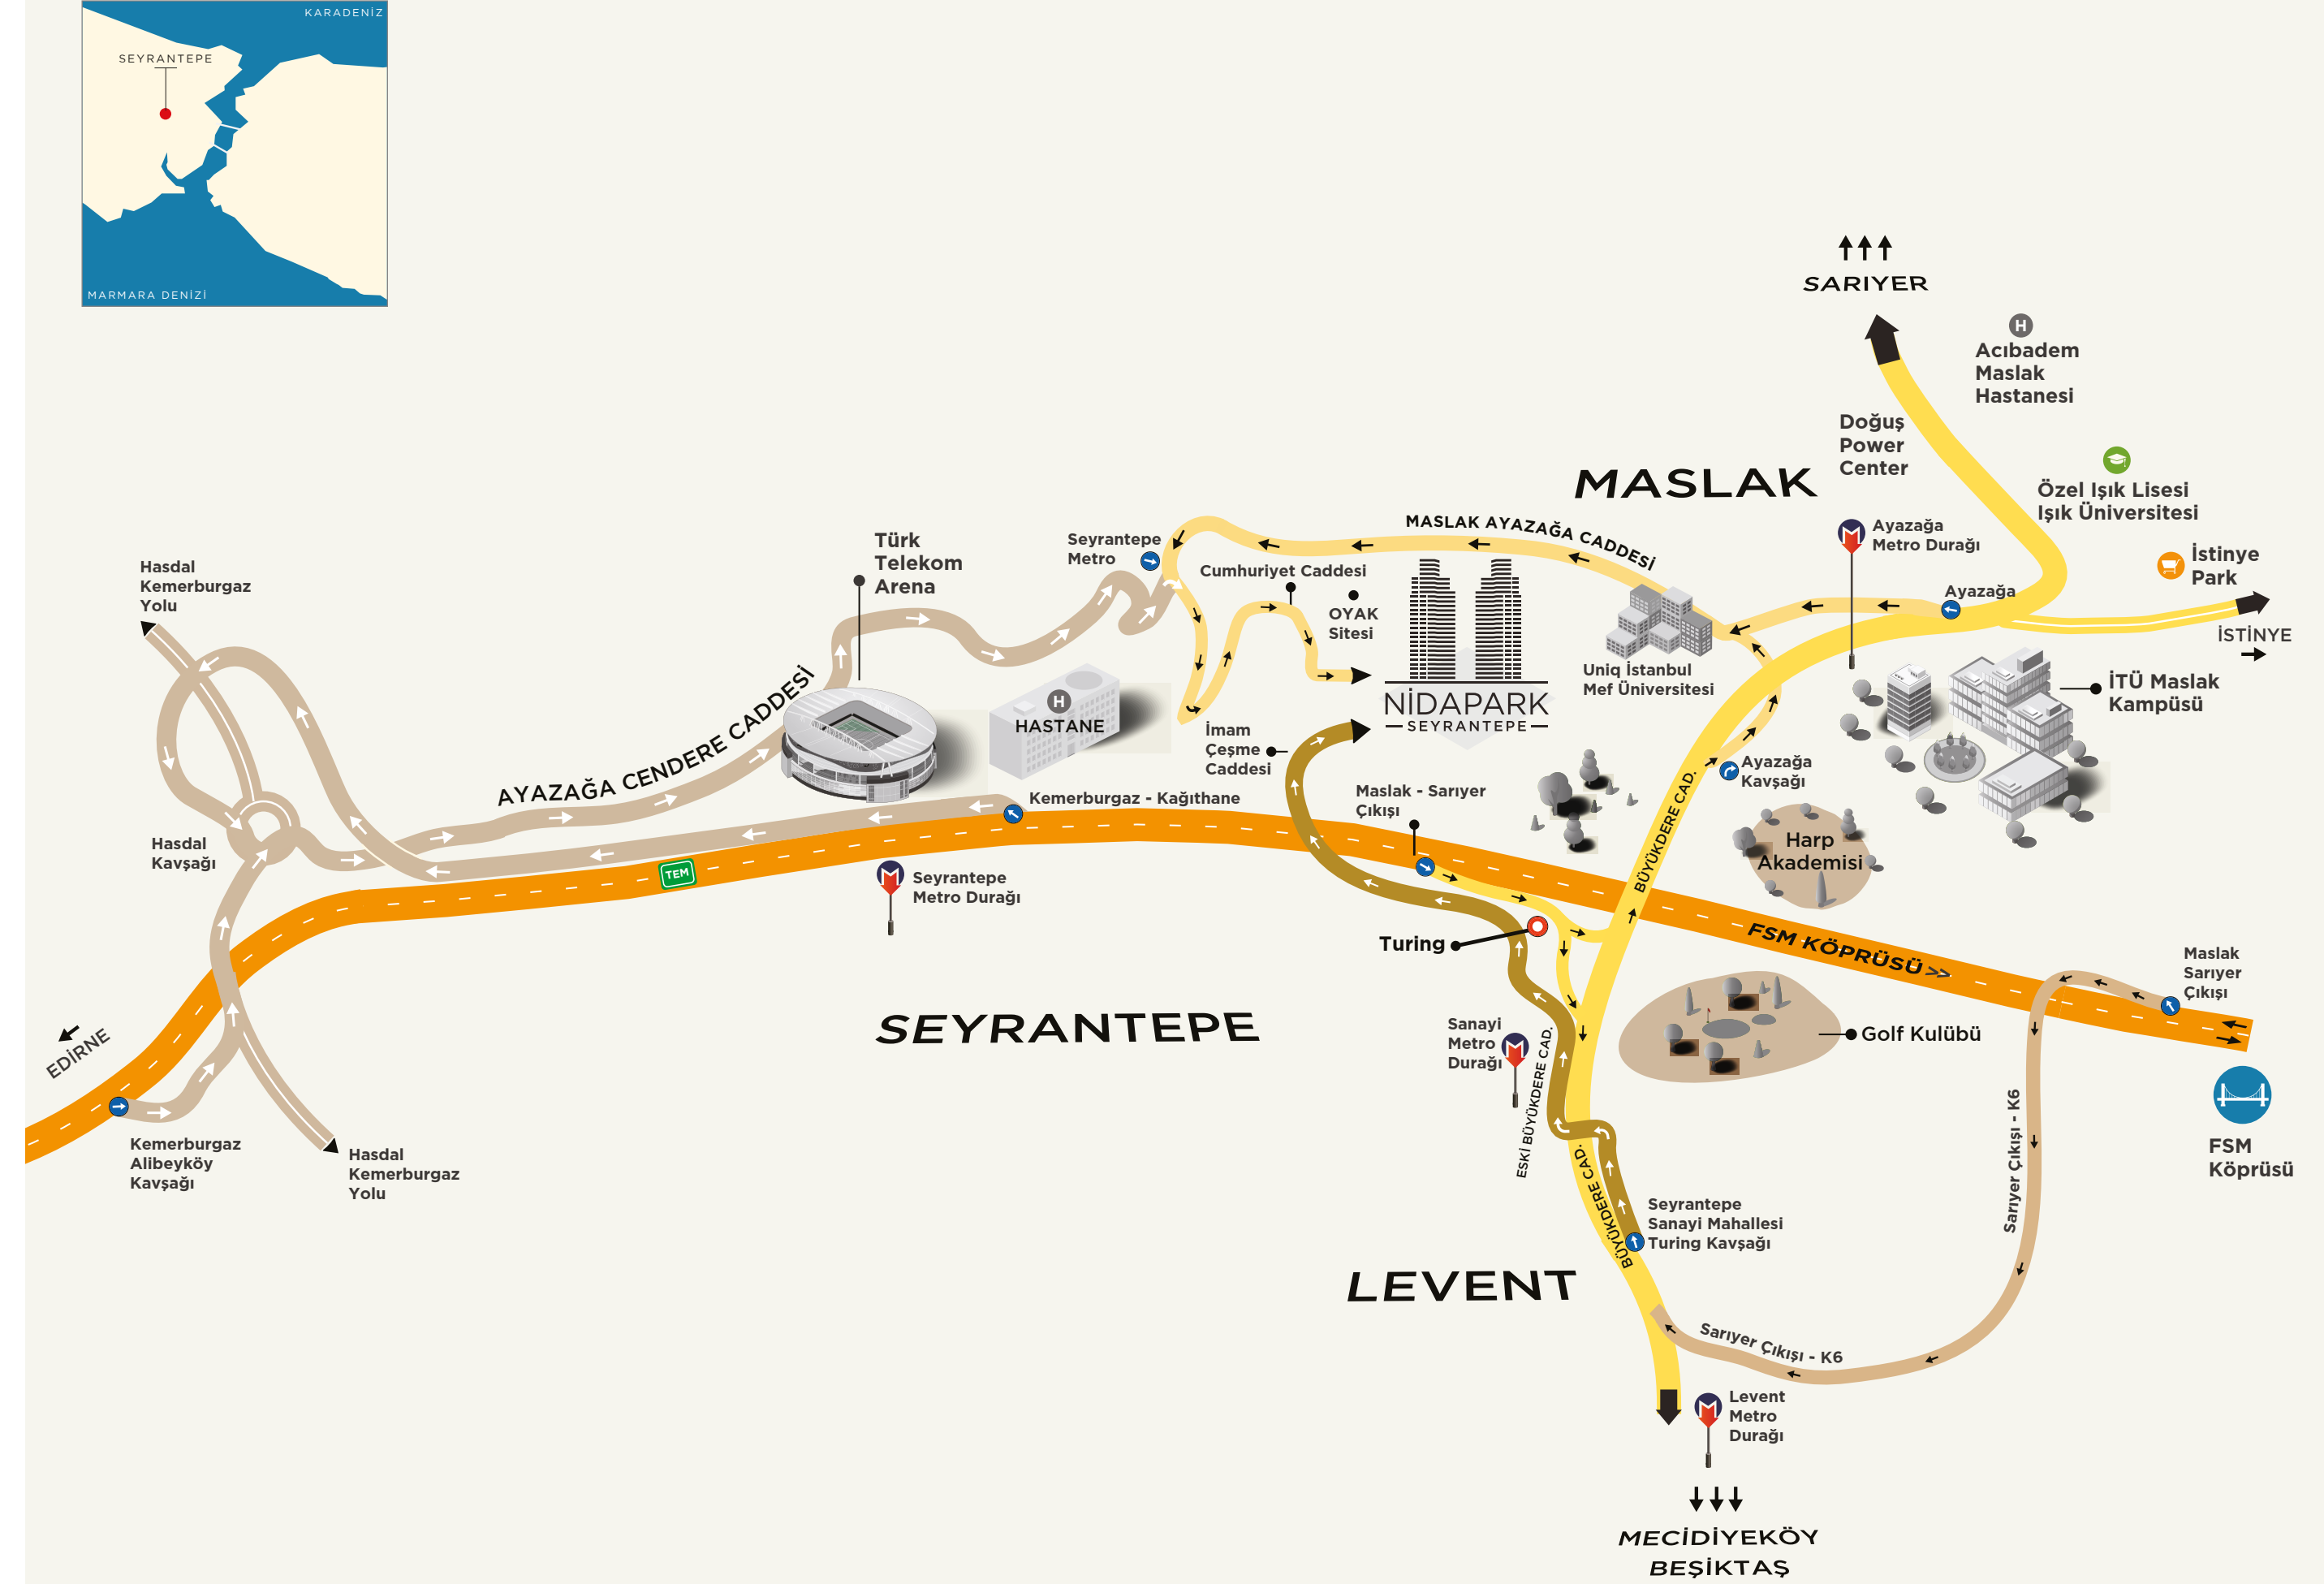 KARADENİZ
SEYRANTEPE
MARMARA DENİZİ
SARIYER
H
Acıbadem
Maslak
Hastanesi
Doğuş
Power
Center
MASLAK
Özel Işık Lisesi
Işık Üniversitesi
MASLAK AYAZAĞA CADDESİ
Ayazağa
Metro Durağı
İstinye
Park
Ayazağa
İSTİNYE
Türk
Telekom
Arena
Seyrantepe
Metro
Cumhuriyet Caddesi
OYAK
Sitesi
Hasdal
Kemerburgaz
Yolu
Uniq İstanbul
Mef Üniversitesi
İTÜ Maslak
Kampüsü
NİDAPARK
SEYRANTEPE
H
HASTANE
İmam
Çeşme
Caddesi
AYAZAĞA CENDERE CADDESİ
Ayazağa
Kavşağı
Kemerburgaz - Kağıthane
Maslak - Sarıyer
Çıkışı
BÜYÜKDERE CAD.
Harp
Akademisi
Hasdal
Kavşağı
TEM
Seyrantepe
Metro Durağı
Turing
FSM KÖPRÜSÜ >>
Maslak
Sarıyer
Çıkışı
SEYRANTEPE
EDİRNE
Sanayi
Metro
Durağı
Golf Kulübü
ESKİ BÜYÜKDERE CAD.
Sarıyer Çıkışı - K6
FSM
Köprüsü
Kemerburgaz
Alibeyköy
Kavşağı
Hasdal
Kemerburgaz
Yolu
BÜYÜKDERE CAD.
Seyrantepe
Sanayi Mahallesi
Turing Kavşağı
LEVENT
Sarıyer Çıkışı - K6
Levent
Metro
Durağı
MECİDİYEKÖY
BEŞİKTAŞ